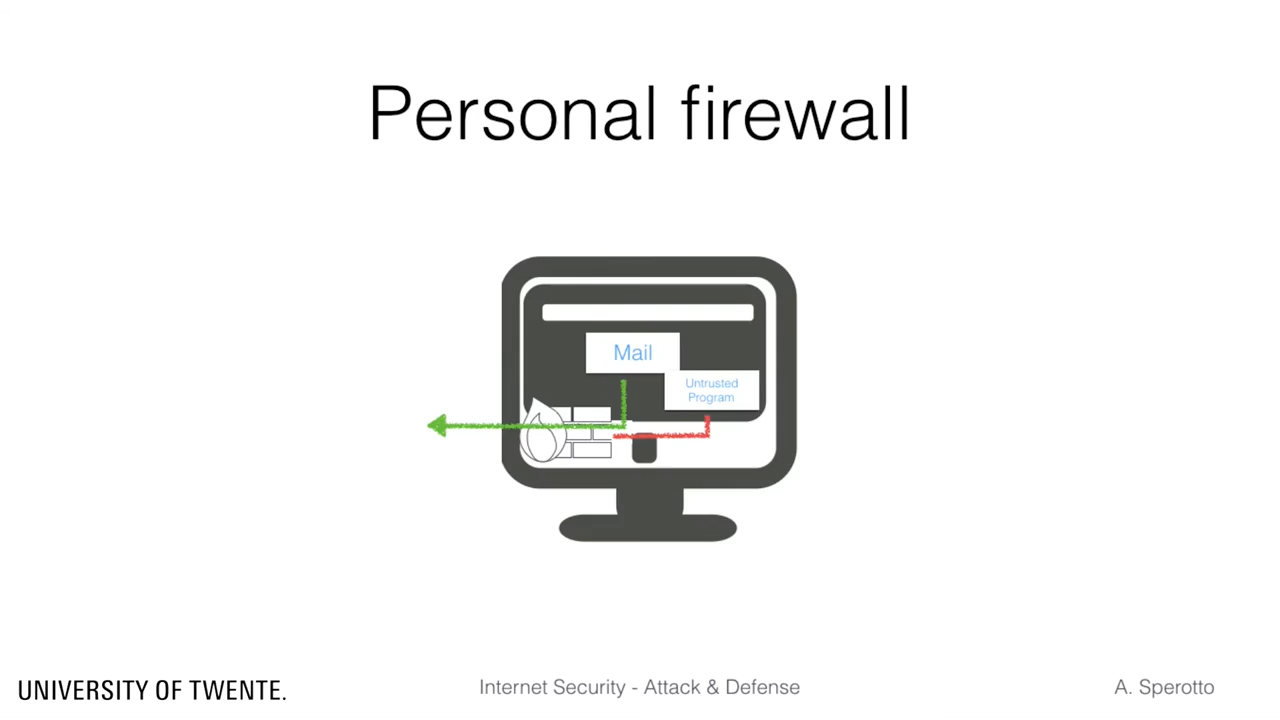 Personal firewall
Mail
Untrusted
Program
UNIVERSITY OF TWENTE.
Internet Security - Attack & Defense
A. Sperotto